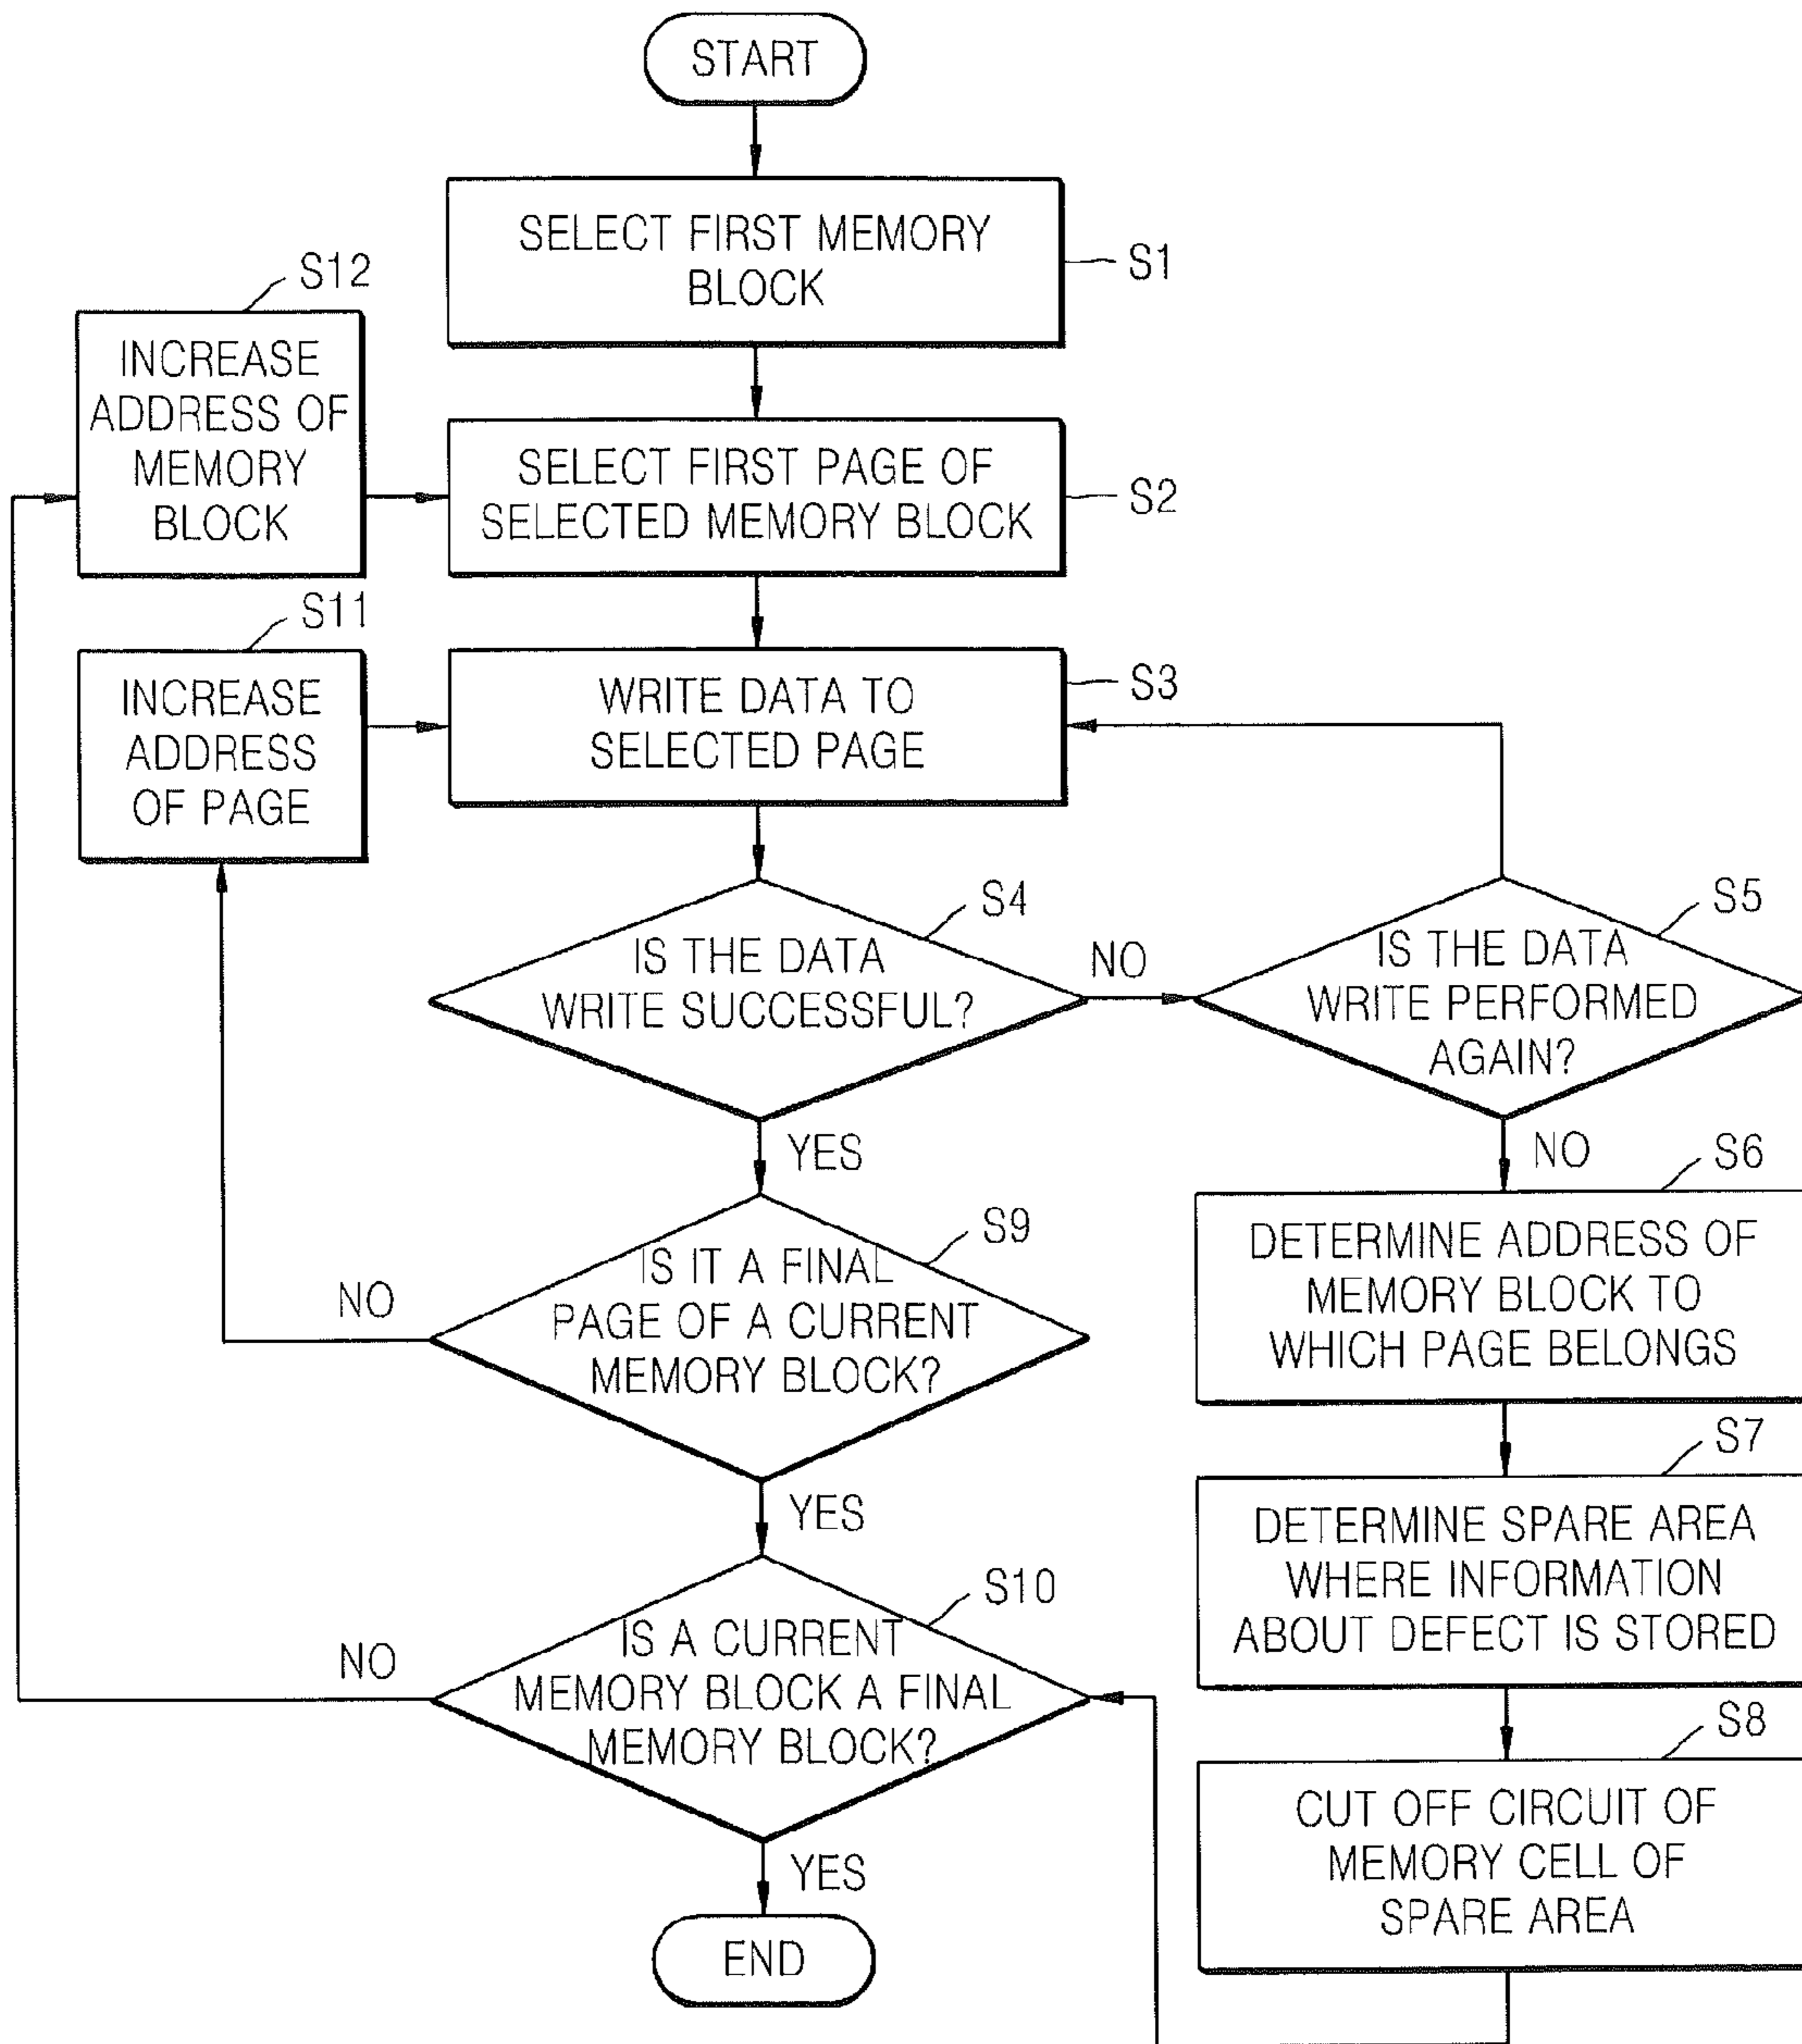 START
SELECT FIRST MEMORY
BLOCK
S1
S12
INCREASE
ADDRESS OF
MEMORY
BLOCK
SELECT FIRST PAGE OF
SELECTED MEMORY BLOCK
S2
S11
INCREASE
ADDRESS
OF PAGE
WRITE DATA TO
SELECTED PAGE
S3
IS THE DATA
WRITE SUCCESSFUL?
S4
NO
YES
IS THE DATA
WRITE PERFORMED
AGAIN?
S5
NO
DETERMINE ADDRESS OF
MEMORY BLOCK TO
WHICH PAGE BELONGS
S6
DETERMINE SPARE AREA
WHERE INFORMATION
ABOUT DEFECT IS STORED
S7
CUT OFF CIRCUIT OF
MEMORY CELL OF
SPARE AREA
S8
IS IT A FINAL
PAGE OF A CURRENT
MEMORY BLOCK?
S9
NO
YES
IS A CURRENT
MEMORY BLOCK A FINAL
MEMORY BLOCK?
S10
NO
YES
END